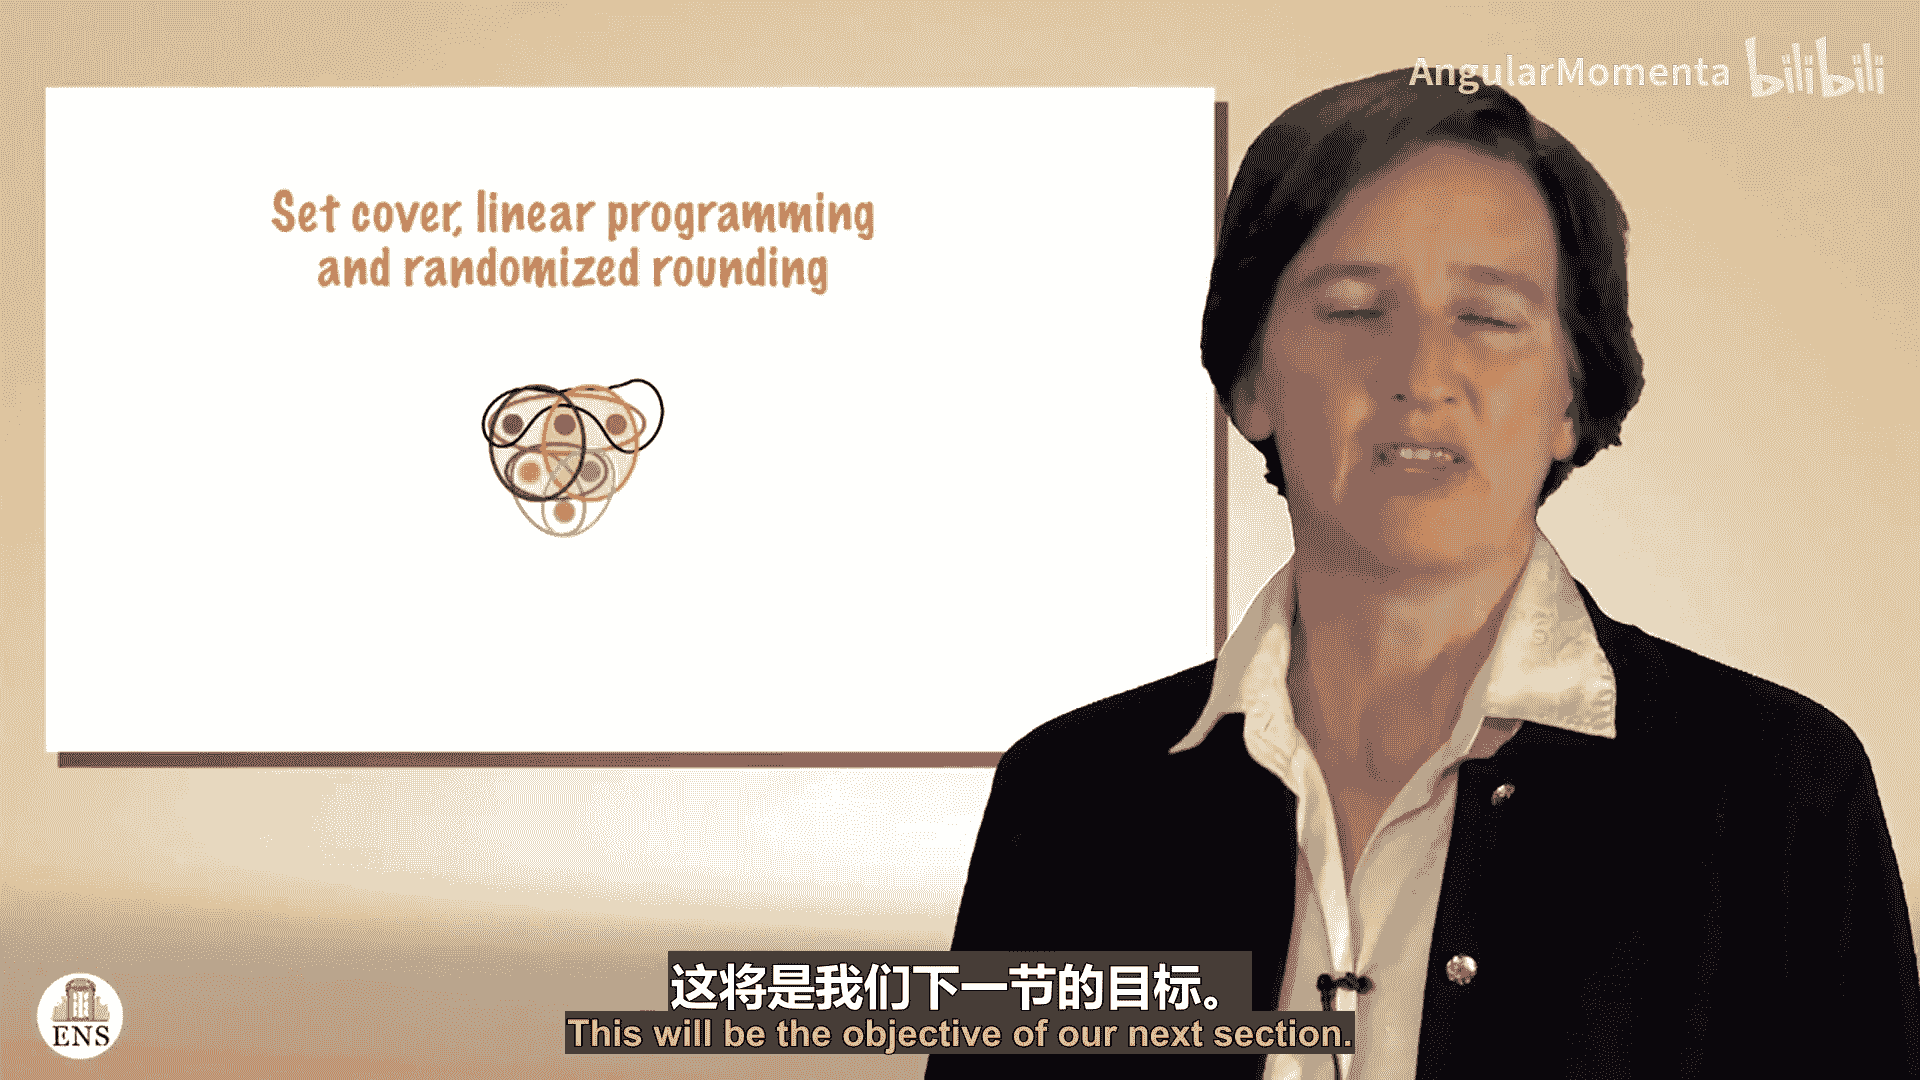 AngularMomenta bilibili
Set cover, linear programming
and randomized rounding
这将是我们下一节的目标。
This will be the objective of our next section.
ENS